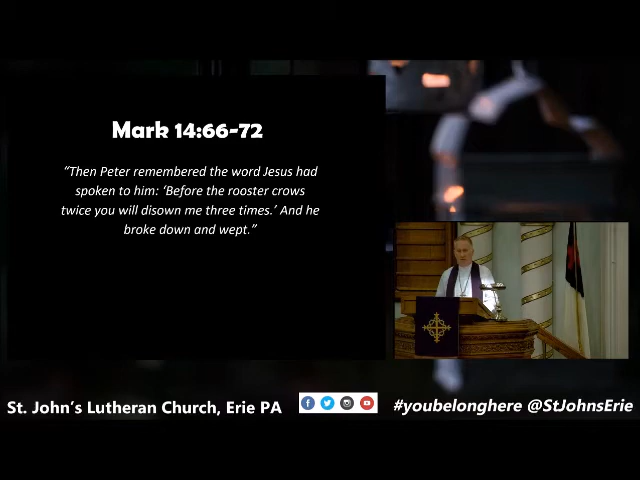 Mark 14:66-72
“Then Peter remembered the word Jesus had
spoken to him: ‘Before the rooster crows
twice you will disown me three times.’ And he
broke down and wept.”
St. John’s Lutheran Church, Erie PA
#youbelonghere @StJohnsErie